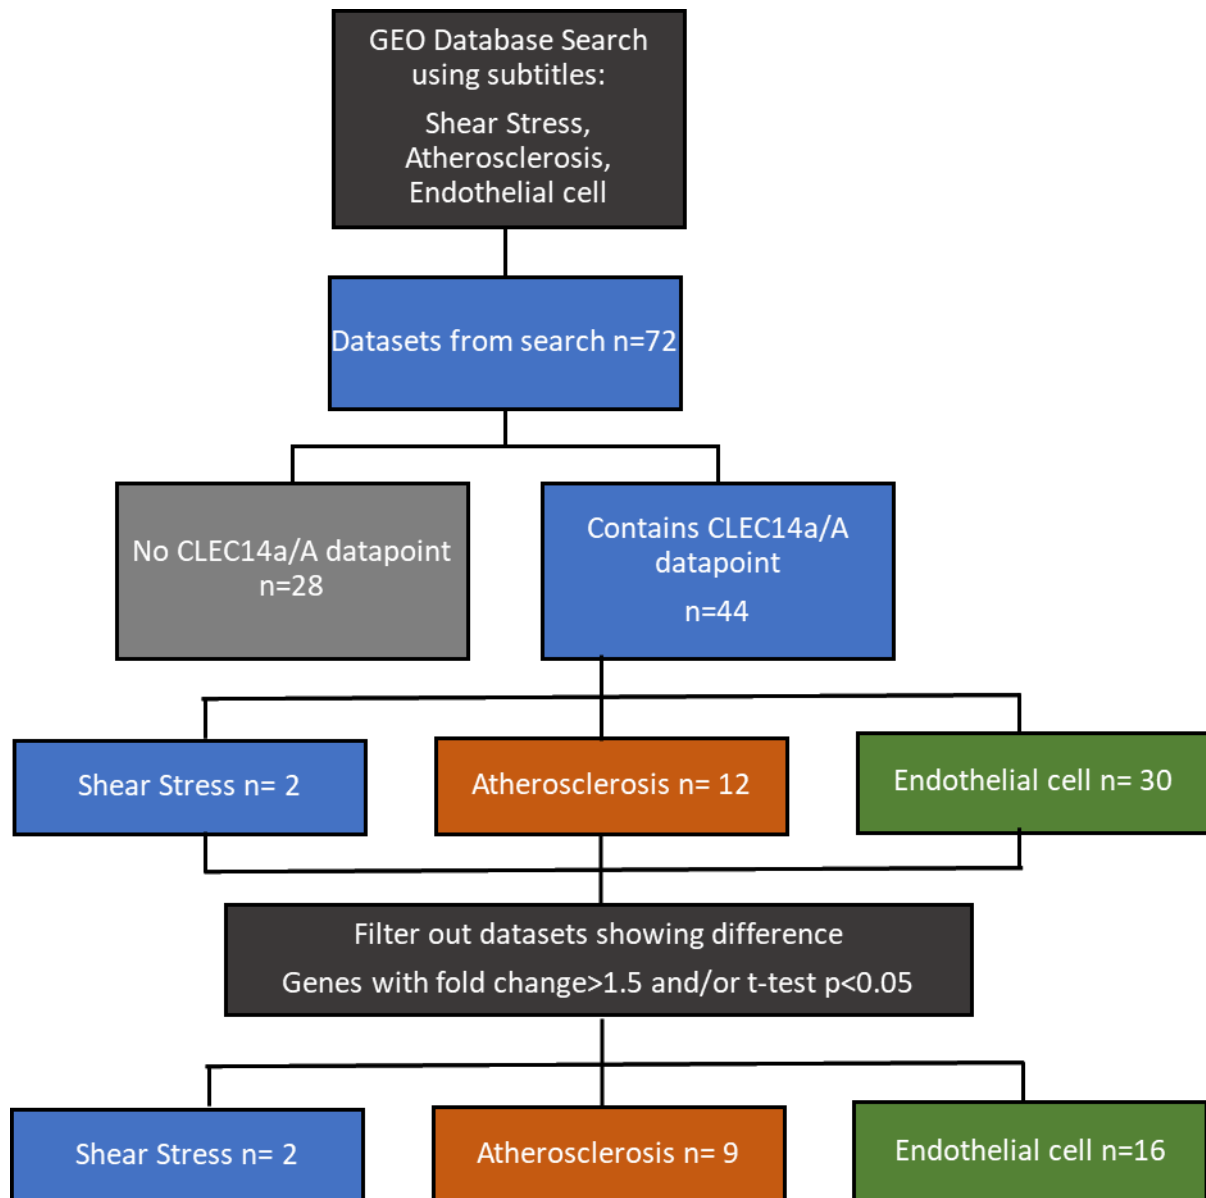 GEO Database Search
using subtitles:
Shear Stress,
Atherosclerosis,
Endothelial cell
Datasets from search n=72
No CLEC14a/A datapoint
n=28
Contains CLEC14a/A
datapoint
n=44
Shear Stress n= 2
Atherosclerosis n= 12
Endothelial cell n= 30
Filter out datasets showing difference
Genes with fold change>1.5 and/or t-test p<0.05
Shear Stress n= 2
Atherosclerosis n= 9
Endothelial cell n=16